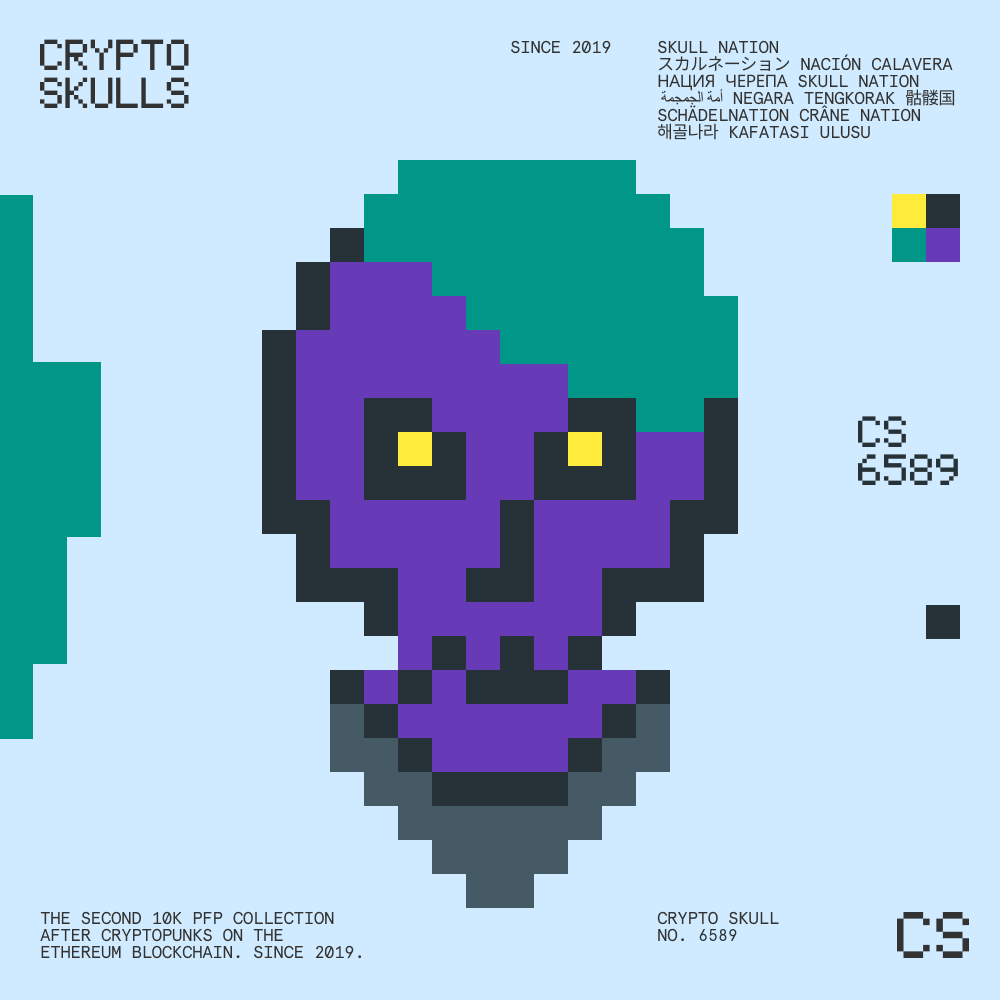 CRYPTO
SKULLS
SINCE 2019
SKULL NATION
スカルネーション NACIÓN CALAVERA
НАЦИЯ ЧЕРЕПА SKULL NATION
أمة الجمجمة NEGARA TENGKORAK 骷髅国
SCHÄDELNATION CRÂNE NATION
해골나라 KAFATASI ULUSU
CS
6589
THE SECOND 10K PFP COLLECTION
AFTER CRYPTOPUNKS ON THE
ETHEREUM BLOCKCHAIN. SINCE 2019.
CRYPTO SKULL
NO. 6589
CS